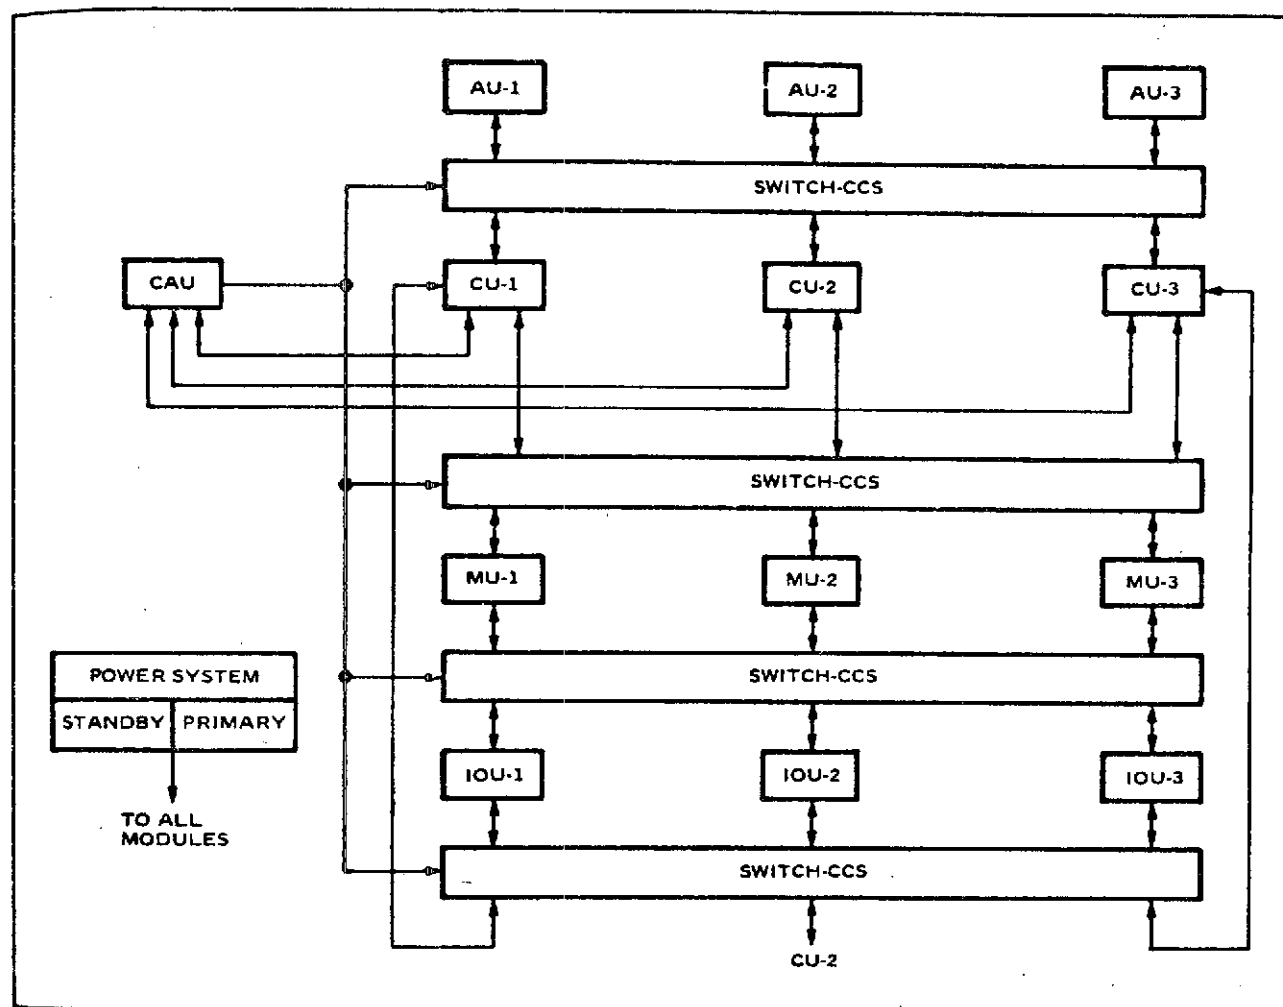 AU-1
AU-2
AU-3
SWITCH-CCS
CAU
CU-1
CU-2
CU-3
SWITCH-CCS
MU-1
MU-2
MU-3
POWER SYSTEM
STANDBY
PRIMARY
SWITCH-CCS
IOU-1
IOU-2
IOU-3
TO ALL
MODULES
SWITCH-CCS
CU-2